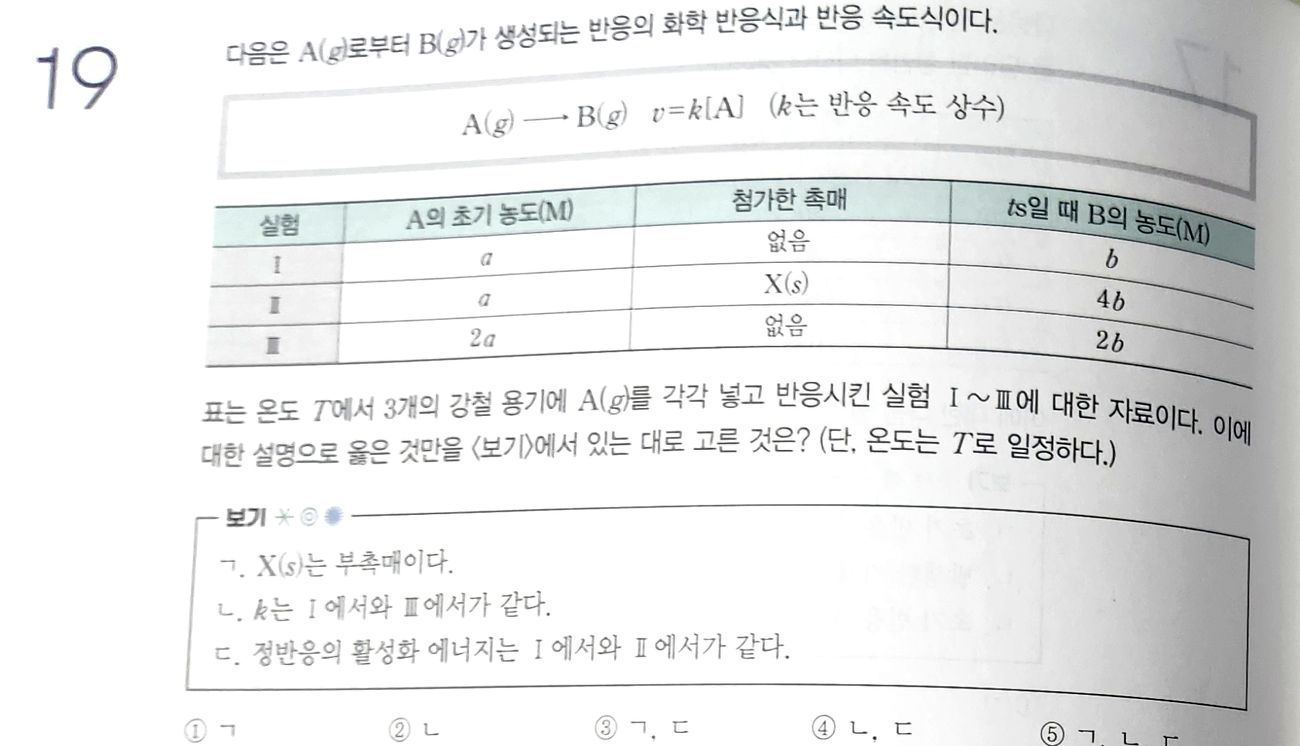 19
다음은 A(g)로부터 B(g)가 생성되는 반응의 화학 반응식과 반응 속도식이다.
A(g) ⟶ B(g) v=k[A] (k는 반응 속도 상수)
실험 A의 초기 농도(M) 첨가한 촉매 ts일 때 B의 농도(M)
Ⅰ a 없음 b
Ⅱ a X(s) 4b
Ⅲ 2a 없음 2b
표는 온도 T에서 3개의 강철 용기에 A(g)를 각각 넣고 반응시킨 실험 Ⅰ~Ⅲ에 대한 자료이다. 이에
대한 설명으로 옳은 것만을 〈보기〉에서 있는 대로 고른 것은? (단, 온도는 T로 일정하다.)
보기
ㄱ. X(s)는 부촉매이다.
ㄴ. k는 Ⅰ에서와 Ⅲ에서가 같다.
ㄷ. 정반응의 활성화 에너지는 Ⅰ에서와 Ⅱ에서가 같다.
① ㄱ ② ㄴ ③ ㄱ, ㄷ ④ ㄴ, ㄷ ⑤ ㄱ, ㄴ, ㄷ